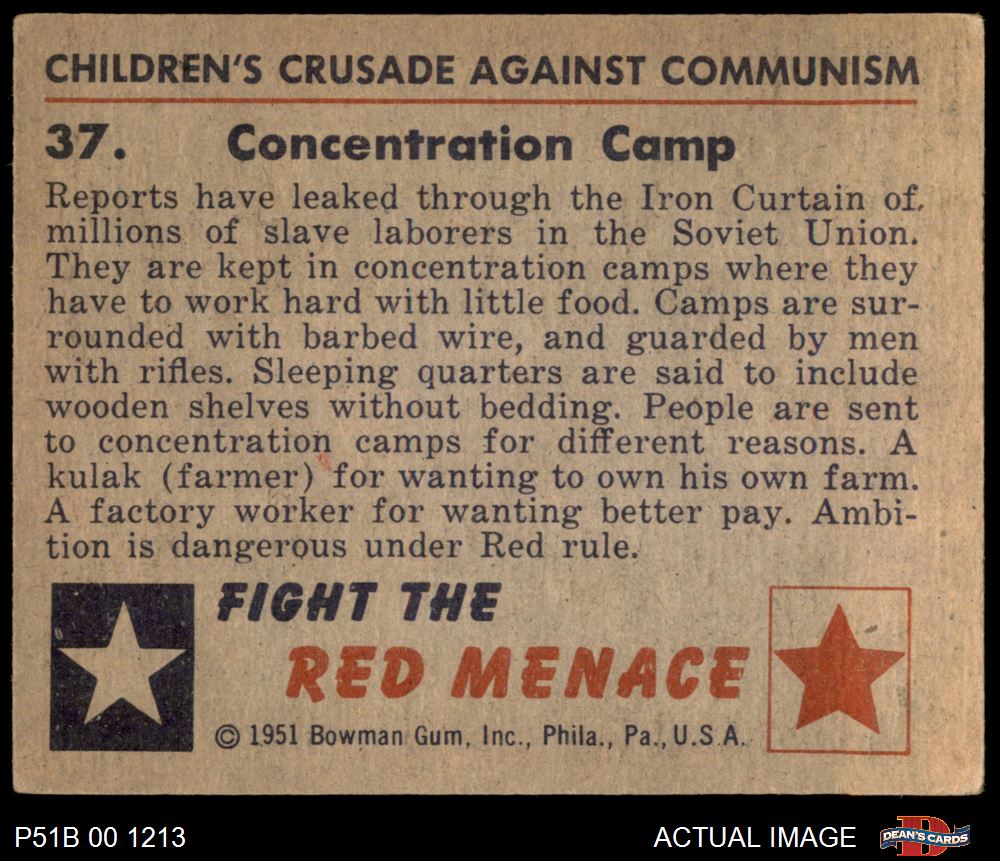 CHILDREN'S CRUSADE AGAINST COMMUNISM
37. Concentration Camp
Reports have leaked through the Iron Curtain of
millions of slave laborers in the Soviet Union.
They are kept in concentration camps where they
have to work hard with little food. Camps are sur-
rounded with barbed wire, and guarded by men
with rifles. Sleeping quarters are said to include
wooden shelves without bedding. People are sent
to concentration camps for different reasons. A
kulak (farmer) for wanting to own his own farm.
A factory worker for wanting better pay. Ambi-
tion is dangerous under Red rule.
FIGHT THE
RED MENACE
© 1951 Bowman Gum, Inc., Phila., Pa., U.S.A.
P51B 00 1213
ACTUAL IMAGE
D
DEAN'S CARDS